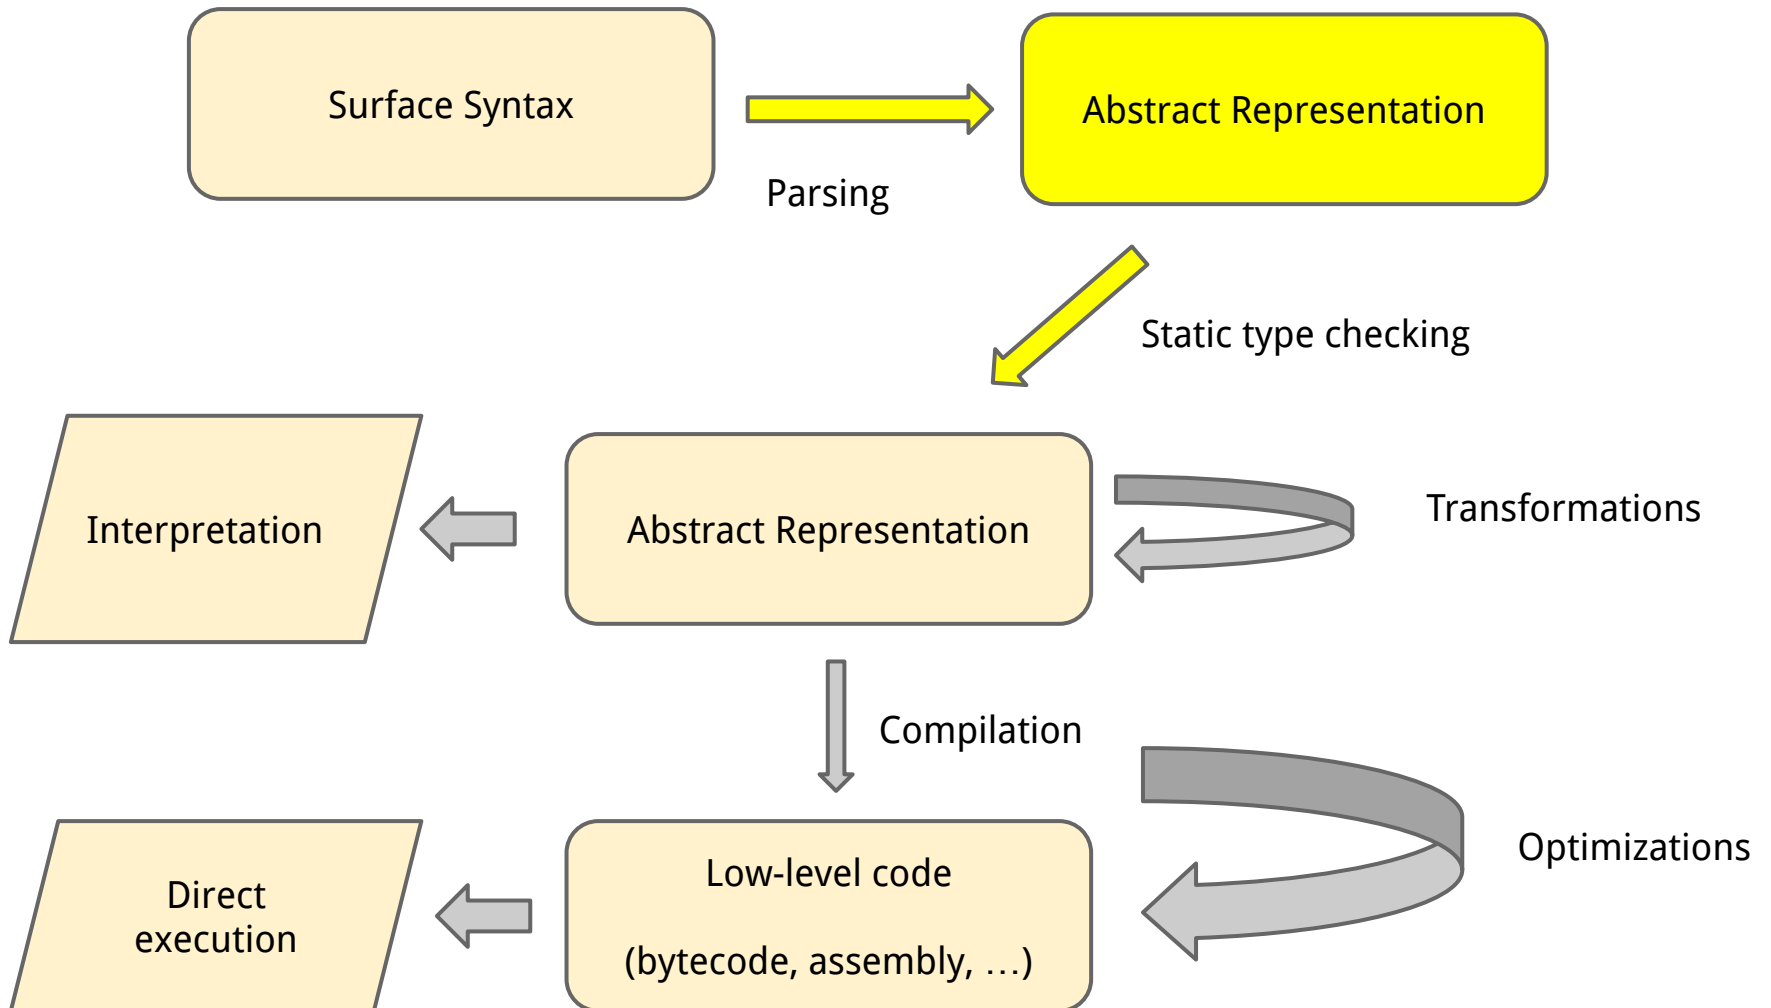 Surface Syntax
Abstract Representation
Parsing
Static type checking
Interpretation
Abstract Representation
Transformations
Compilation
Direct
execution
Low-level code
(bytecode, assembly, …)
Optimizations